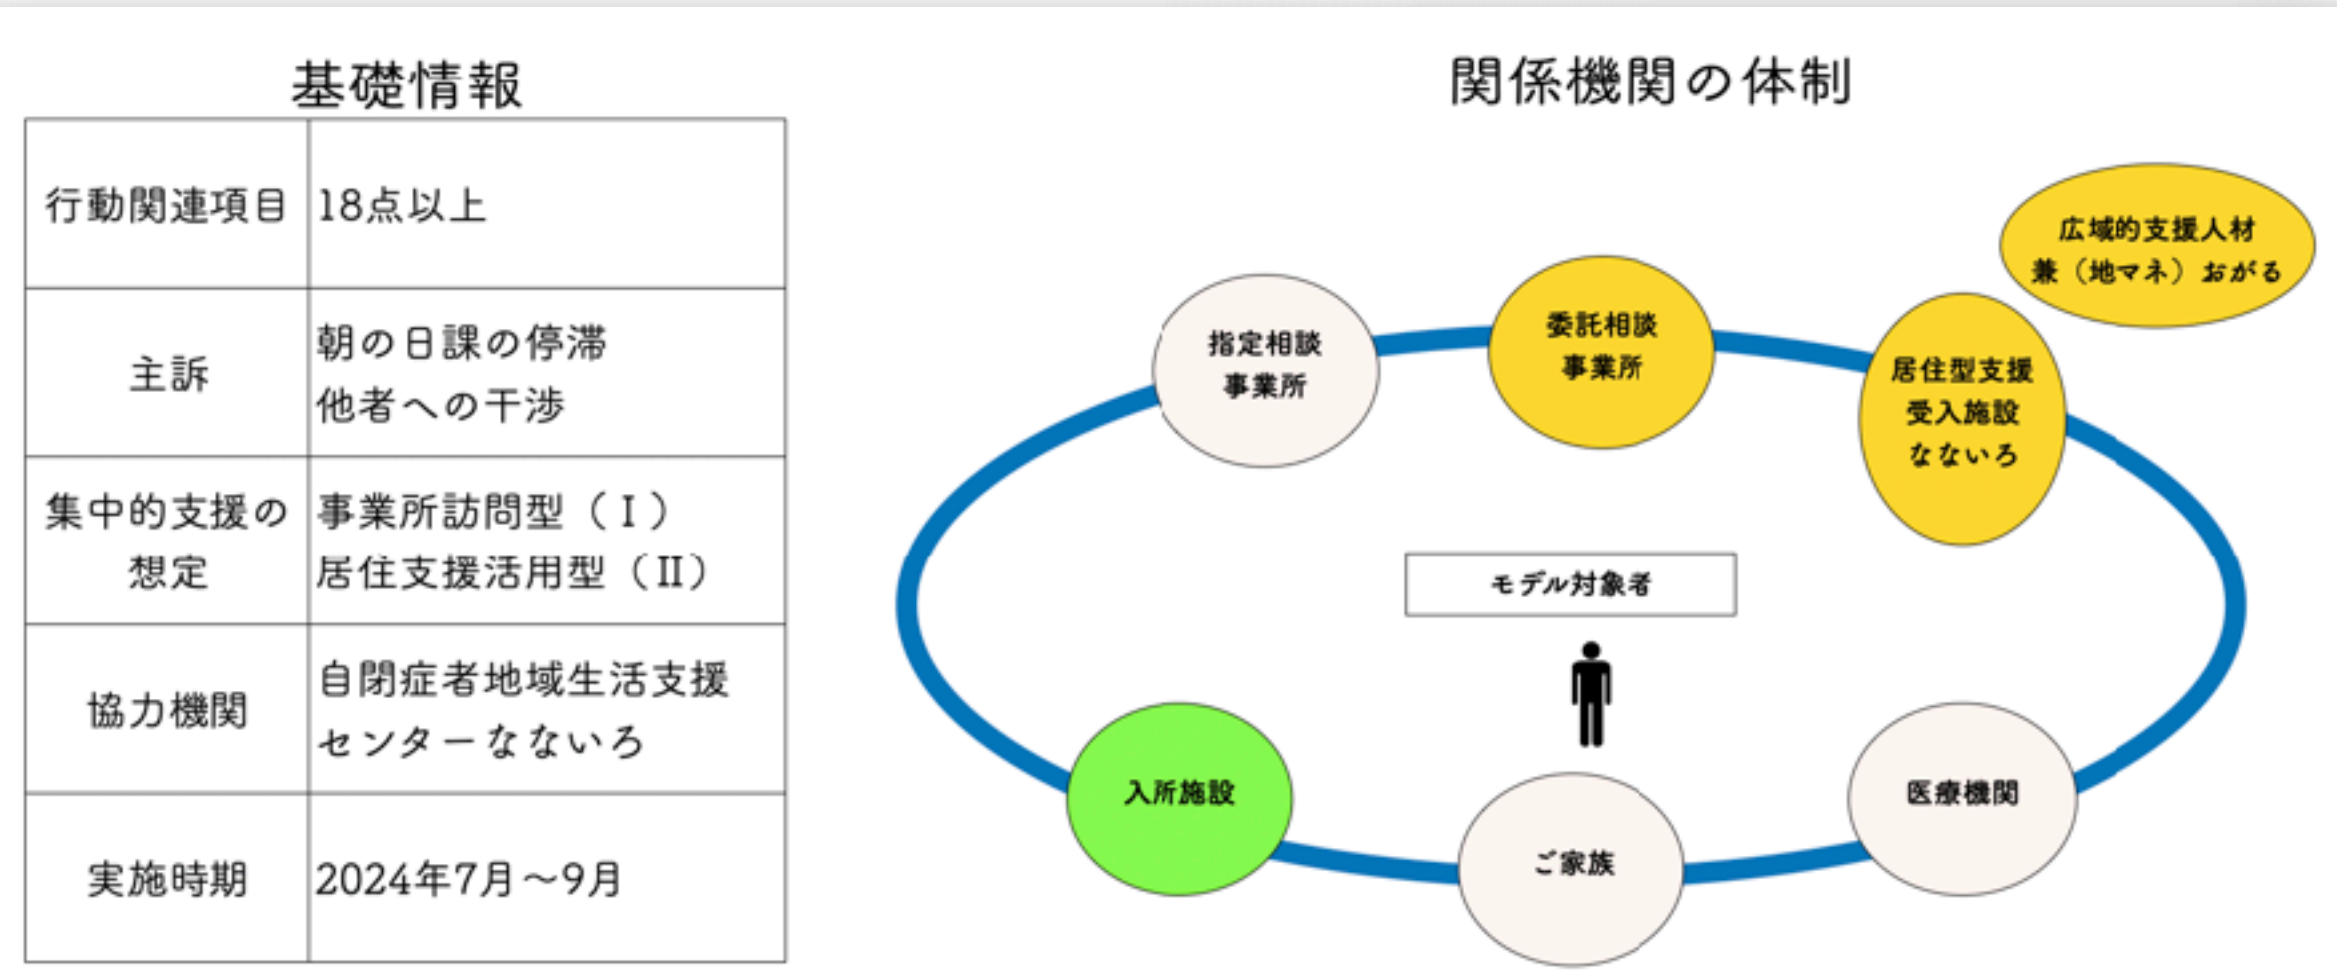 基礎情報
行動関連項目
18点以上
主訴
朝の日課の停滞
他者への干渉
集中的支援の
想定
事業所訪問型（Ⅰ）
居住支援活用型（Ⅱ）
協力機関
自閉症者地域生活支援
センターなないろ
実施時期
2024年7月～9月
関係機関の体制
広域的支援人材
兼（地マネ）おがる
指定相談
事業所
委託相談
事業所
居住型支援
受入施設
なないろ
モデル対象者
入所施設
ご家族
医療機関